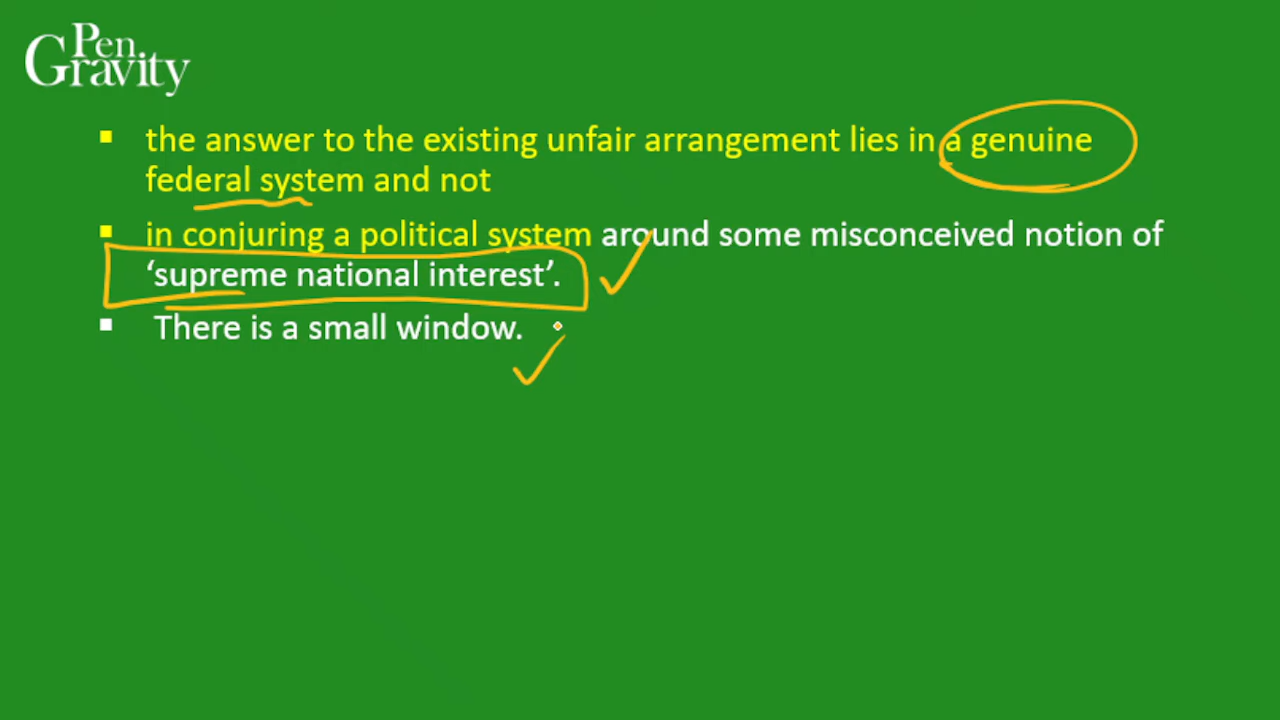 Pen
Gravity
▪ the answer to the existing unfair arrangement lies in a genuine
federal system and not
▪ in conjuring a political system around some misconceived notion of
‘supreme national interest’.
▪ There is a small window.